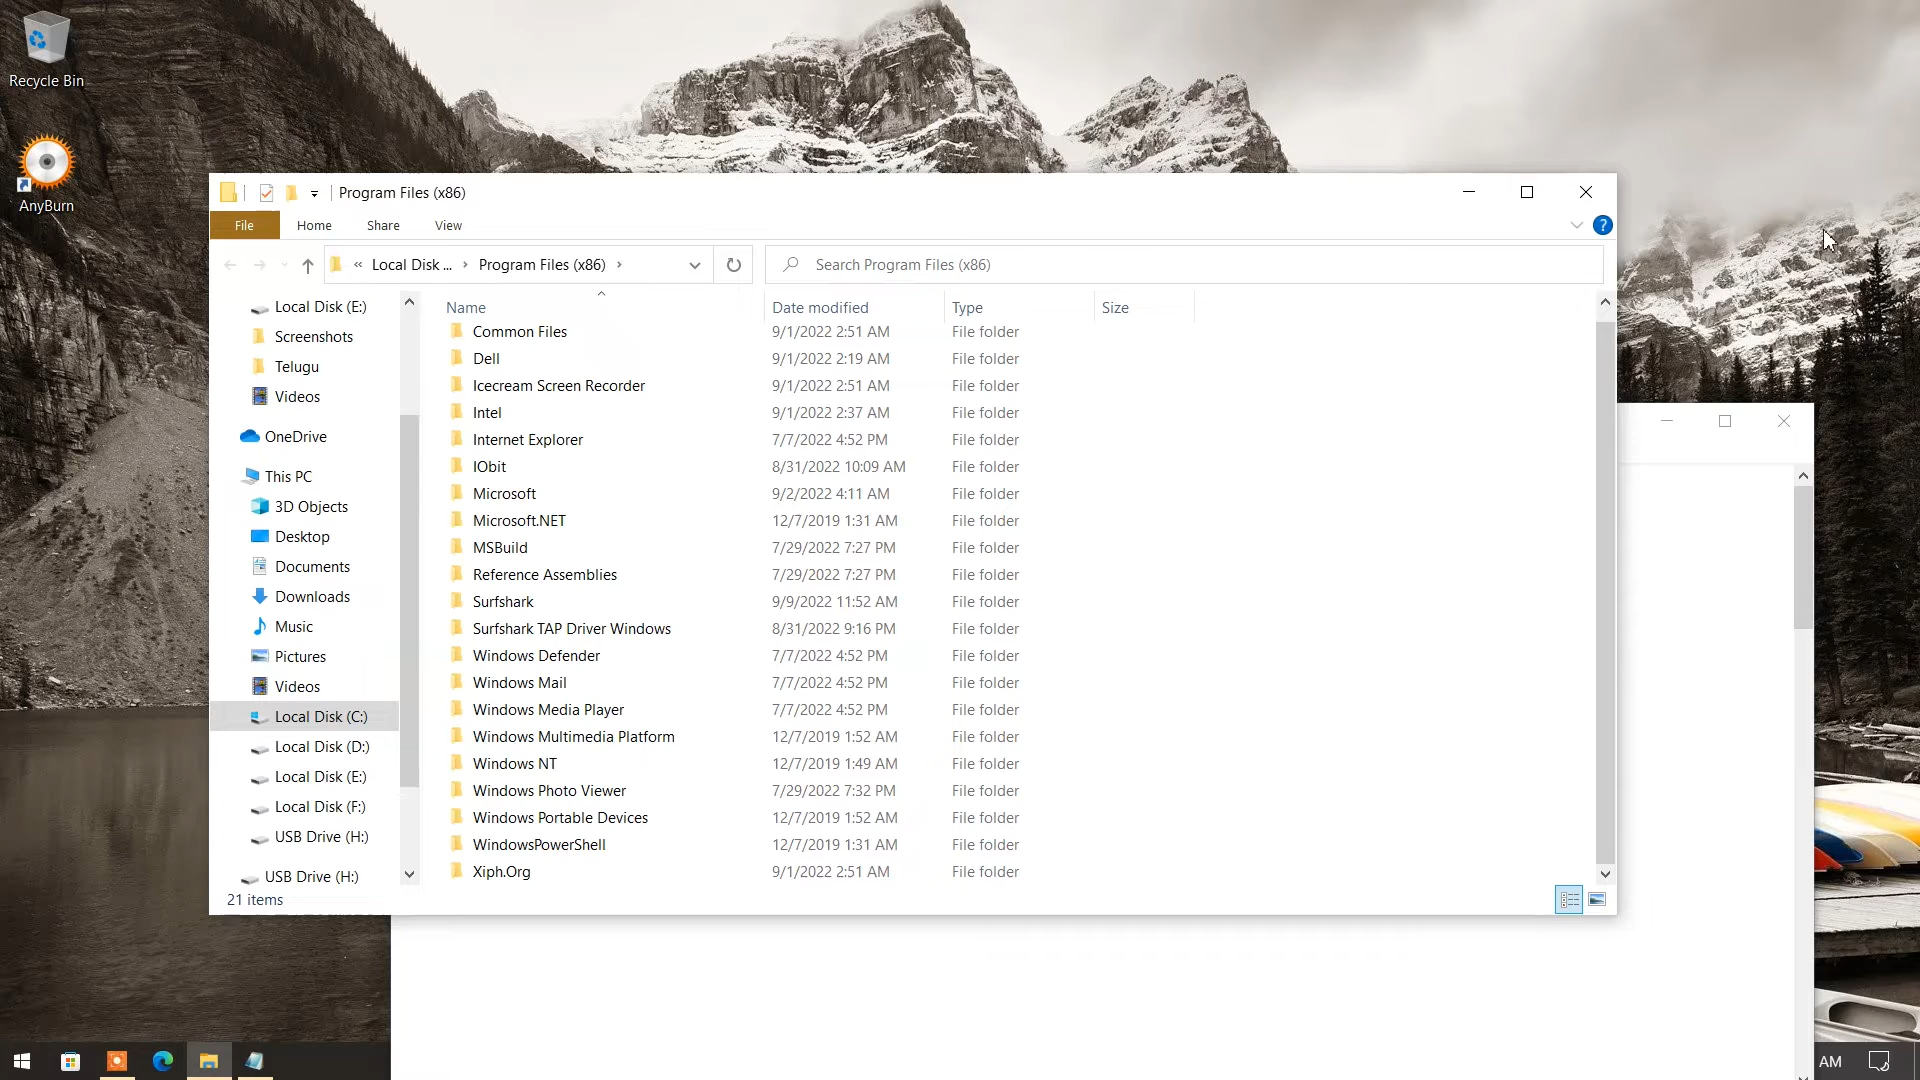 Recycle Bin
AnyBurn
Program Files (x86)
File Home Share View
« Local Disk ... › Program Files (x86) ›
Search Program Files (x86)
Local Disk (E:)
Screenshots
Telugu
Videos
OneDrive
This PC
3D Objects
Desktop
Documents
Downloads
Music
Pictures
Videos
Local Disk (C:)
Local Disk (D:)
Local Disk (E:)
Local Disk (F:)
USB Drive (H:)
USB Drive (H:)
Name Date modified Type Size
Common Files 9/1/2022 2:51 AM File folder
Dell 9/1/2022 2:19 AM File folder
Icecream Screen Recorder 9/1/2022 2:51 AM File folder
Intel 9/1/2022 2:37 AM File folder
Internet Explorer 7/7/2022 4:52 PM File folder
IObit 8/31/2022 10:09 AM File folder
Microsoft 9/2/2022 4:11 AM File folder
Microsoft.NET 12/7/2019 1:31 AM File folder
MSBuild 7/29/2022 7:27 PM File folder
Reference Assemblies 7/29/2022 7:27 PM File folder
Surfshark 9/9/2022 11:52 AM File folder
Surfshark TAP Driver Windows 8/31/2022 9:16 PM File folder
Windows Defender 7/7/2022 4:52 PM File folder
Windows Mail 7/7/2022 4:52 PM File folder
Windows Media Player 7/7/2022 4:52 PM File folder
Windows Multimedia Platform 12/7/2019 1:52 AM File folder
Windows NT 12/7/2019 1:49 AM File folder
Windows Photo Viewer 7/29/2022 7:32 PM File folder
Windows Portable Devices 12/7/2019 1:52 AM File folder
WindowsPowerShell 12/7/2019 1:31 AM File folder
Xiph.Org 9/1/2022 2:51 AM File folder
21 items
AM